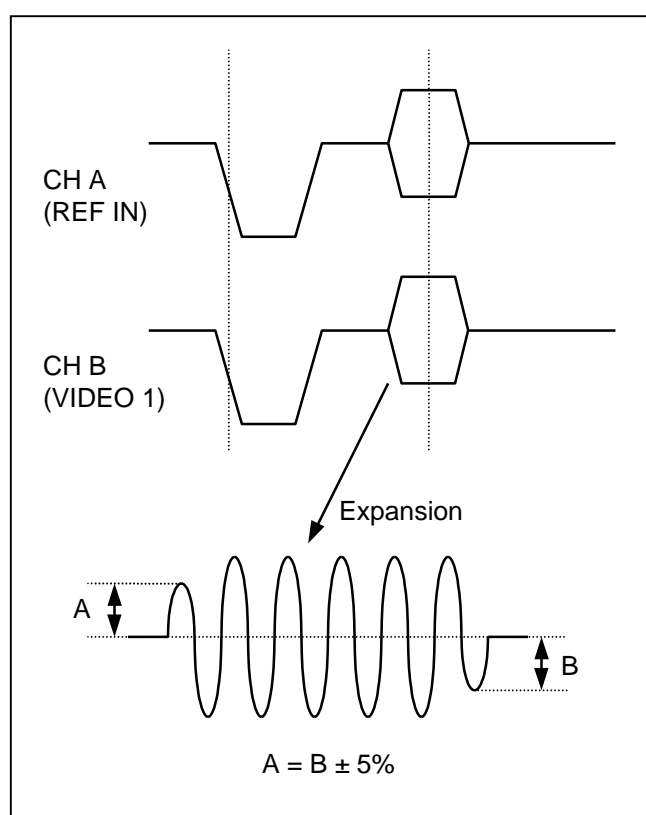 CH A
(REF IN)
CH B
(VIDEO 1)
Expansion
A
B
A = B ± 5%